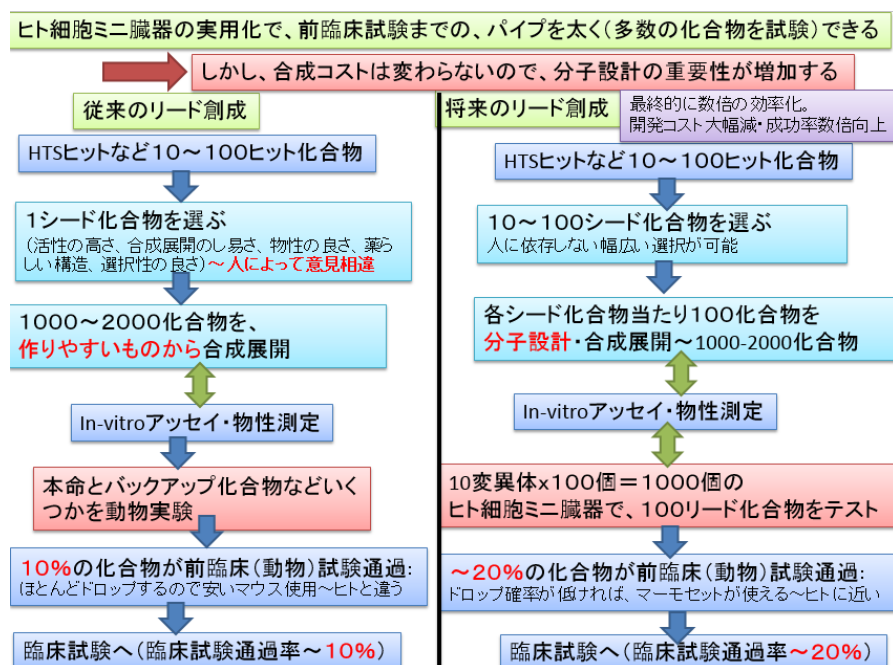 ヒト細胞ミニ臓器の実用化で、前臨床試験までの、パイプを太く(多数の化合物を試験)できる
しかし、合成コストは変わらないので、分子設計の重要性が増加する
従来のリード創成
HTSヒットなど10～100ヒット化合物
1シード化合物を選ぶ
(活性の高さ、合成展開のし易さ、物性の良さ、薬ら
しい構造、選択性の良さ)～人によって意見相違
1000～2000化合物を、
作りやすいものから合成展開
In-vitroアッセイ・物性測定
本命とバックアップ化合物などいく
つかを動物実験
10%の化合物が前臨床(動物)試験通過:
ほとんどドロップするので安いマウス使用～ヒトと違う
臨床試験へ(臨床試験通過率～10%)
将来のリード創成
最終的に数倍の効率化。
開発コスト大幅減・成功率数倍向上
HTSヒットなど10～100ヒット化合物
10～100シード化合物を選ぶ
人に依存しない幅広い選択が可能
各シード化合物当たり100化合物を
分子設計・合成展開～1000-2000化合物
In-vitroアッセイ・物性測定
10変異体x100個＝1000個の
ヒト細胞ミニ臓器で、100リード化合物をテスト
～20%の化合物が前臨床(動物)試験通過:
ドロップ確率が低ければ、マーモセットが使える～ヒトに近い
臨床試験へ(臨床試験通過率～20%)